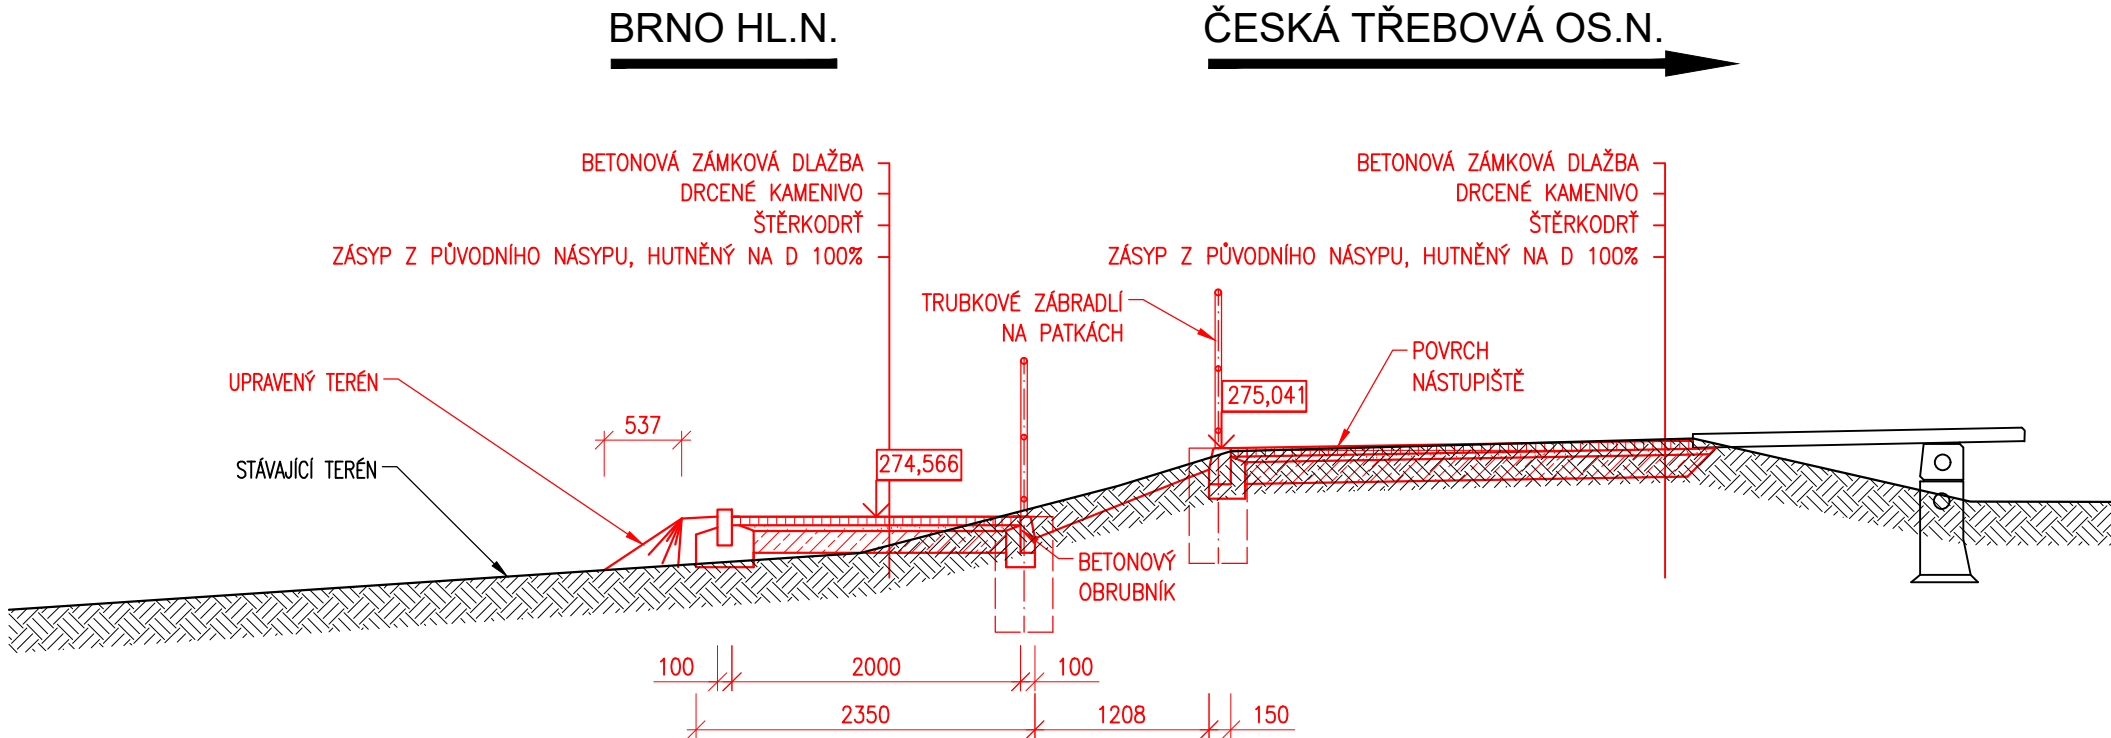 BRNO HL.N.
ČESKÁ TŘEBOVÁ OS.N.
BETONOVÁ ZÁMKOVÁ DLAŽBA
DRCENÉ KAMENIVO
ŠTĚRKODRŤ
ZÁSYP Z PŮVODNÍHO NÁSYPU, HUTNĚNÝ NA D 100%
BETONOVÁ ZÁMKOVÁ DLAŽBA
DRCENÉ KAMENIVO
ŠTĚRKODRŤ
ZÁSYP Z PŮVODNÍHO NÁSYPU, HUTNĚNÝ NA D 100%
TRUBKOVÉ ZÁBRADLÍ
NA PATKÁCH
POVRCH
NÁSTUPIŠTĚ
UPRAVENÝ TERÉN
275,041
537
274,566
STÁVAJÍCÍ TERÉN
BETONOVÝ
OBRUBNÍK
100
2000
100
2350
1208
150